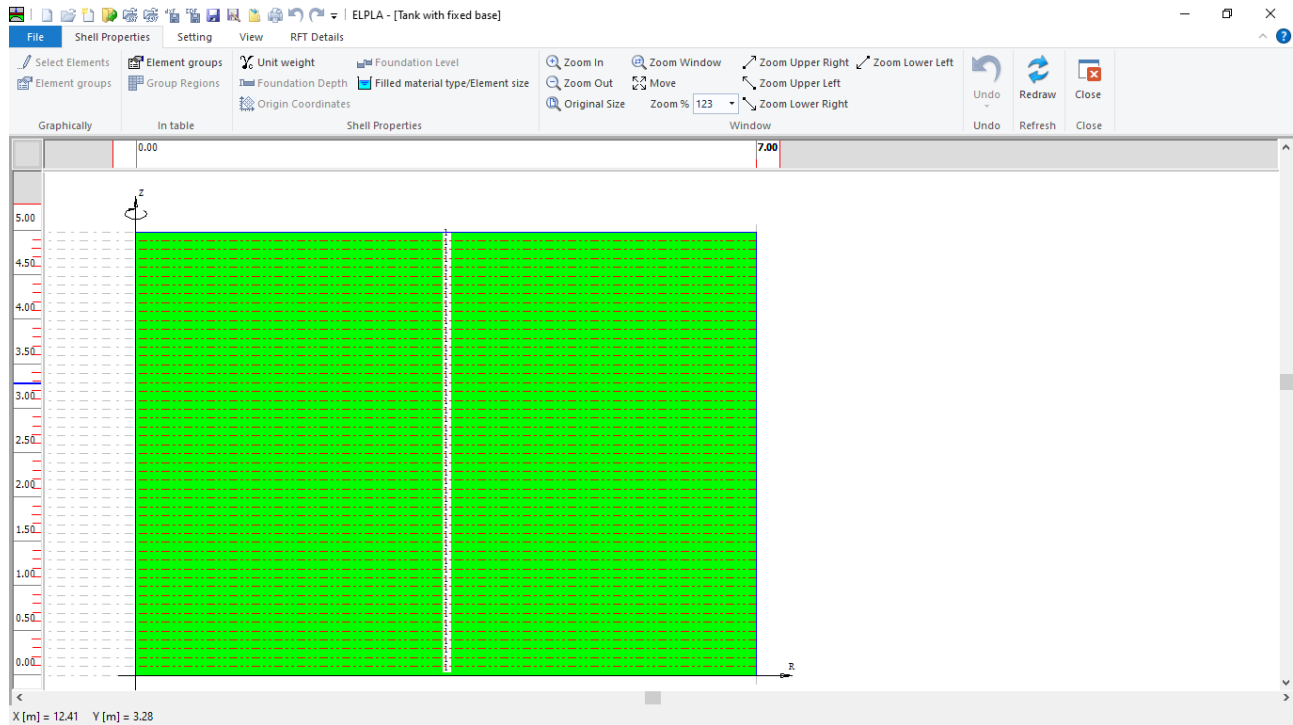 ELPLA - [Tank with fixed base]
File Shell Properties Setting View RFT Details
Select Elements Element groups Unit weight Foundation Level Zoom In Zoom Window Zoom Upper Right Zoom Lower Left
Element groups Group Regions Foundation Depth Filled material type/Element size Zoom Out Move Zoom Upper Left Undo Redraw Close
Origin Coordinates Original Size Zoom % 123 Zoom Lower Right
Graphically In table Shell Properties Window Undo Refresh Close
0.00 7.00
Z
5.00
4.50
4.00
3.50
3.00
2.50
2.00
1.50
1.00
0.50
0.00
R
X [m] = 12.41 Y [m] = 3.28